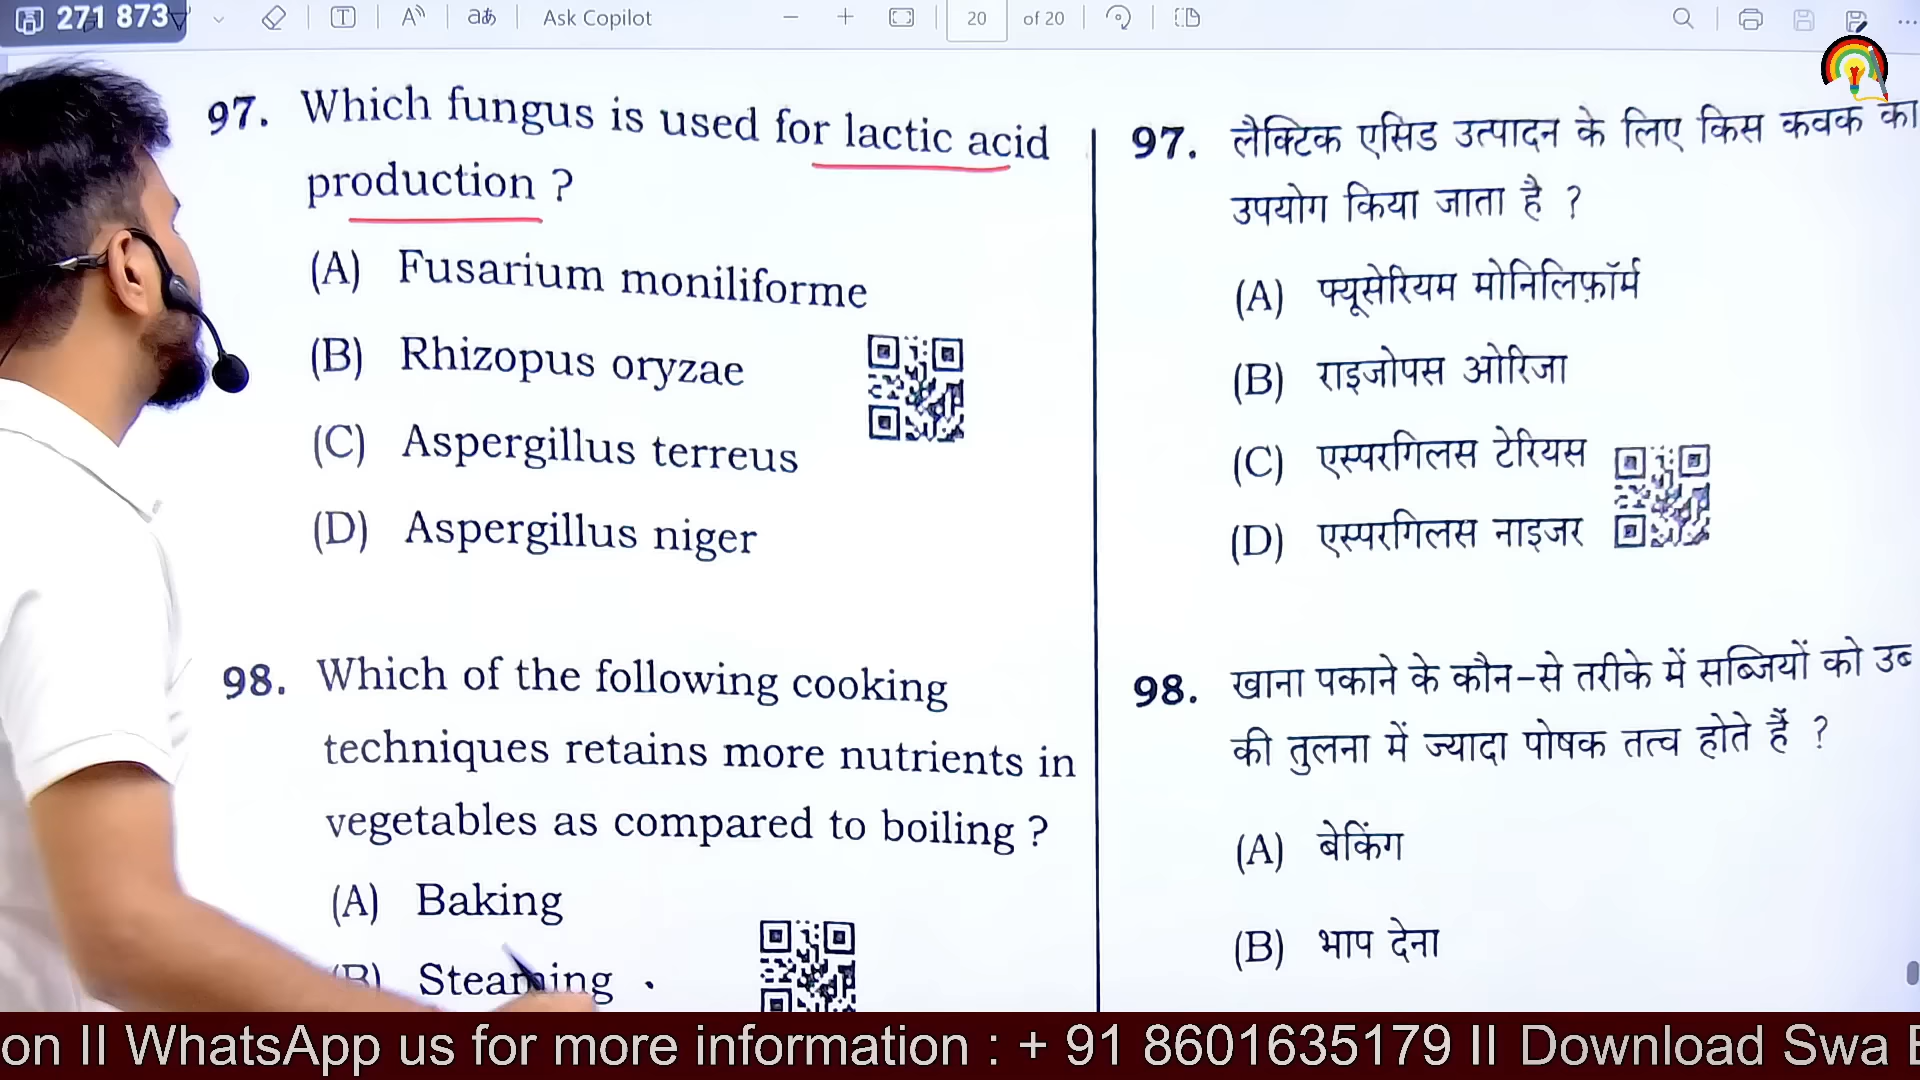 271 873
Ask Copilot
20 of 20
97. Which fungus is used for lactic acid
production ?
(A) Fusarium moniliforme
(B) Rhizopus oryzae
(C) Aspergillus terreus
(D) Aspergillus niger
98. Which of the following cooking
techniques retains more nutrients in
vegetables as compared to boiling ?
(A) Baking
(B) Steaming
97. लैक्टिक एसिड उत्पादन के लिए किस कवक का
उपयोग किया जाता है ?
(A) फ्यूसेरियम मोनिलिफ़ॉर्म
(B) राइजोपस ओरिजा
(C) एस्परगिलस टेरियस
(D) एस्परगिलस नाइजर
98. खाना पकाने के कौन-से तरीके में सब्जियों को उब
की तुलना में ज्यादा पोषक तत्व होते हैं ?
(A) बेकिंग
(B) भाप देना
on II WhatsApp us for more information : + 91 8601635179 II Download Swa